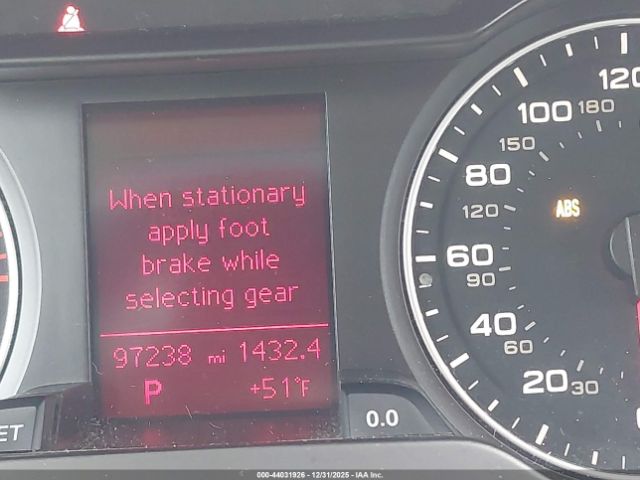 When stationary
apply foot
brake while
selecting gear
97238 mi 1432.4
P +51°F
ET
0.0
120
100 180
150
80
120
60
90
40
60
20 30
ABS
000-44031926 - 12/31/2025 - IAA Inc.